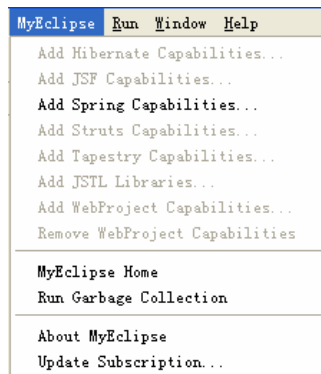 MyEclipse Run Window Help
Add Hibernate Capabilities...
Add JSF Capabilities...
Add Spring Capabilities...
Add Struts Capabilities...
Add Tapestry Capabilities...
Add JSTL Libraries...
Add WebProject Capabilities...
Remove WebProject Capabilities
MyEclipse Home
Run Garbage Collection
About MyEclipse
Update Subscription...